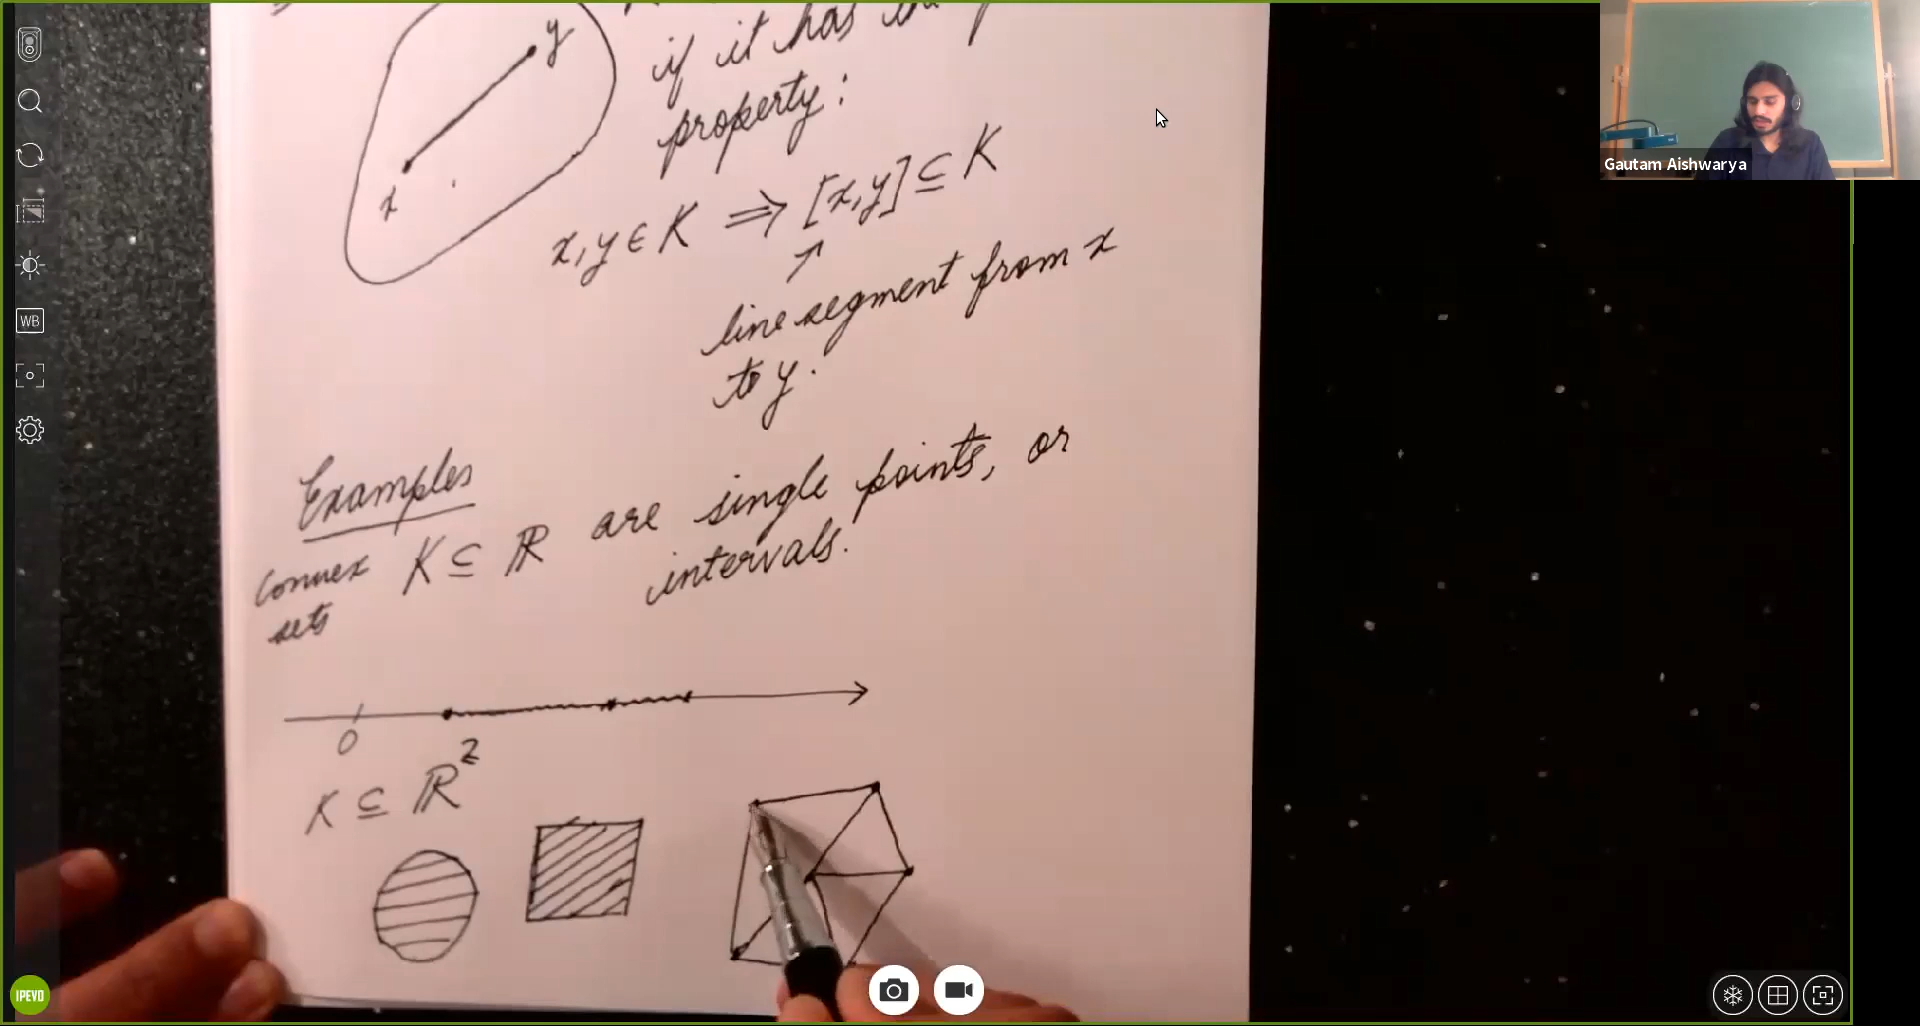 y
if it has
property:
x
x, y ∈ K ⇒ [x, y] ⊆ K
line segment from x
to y.
Examples
convex K ⊆ ℝ are single points, or
sets intervals.
0
K ⊆ ℝ²
Gautam Aishwarya
WB
IPEVO